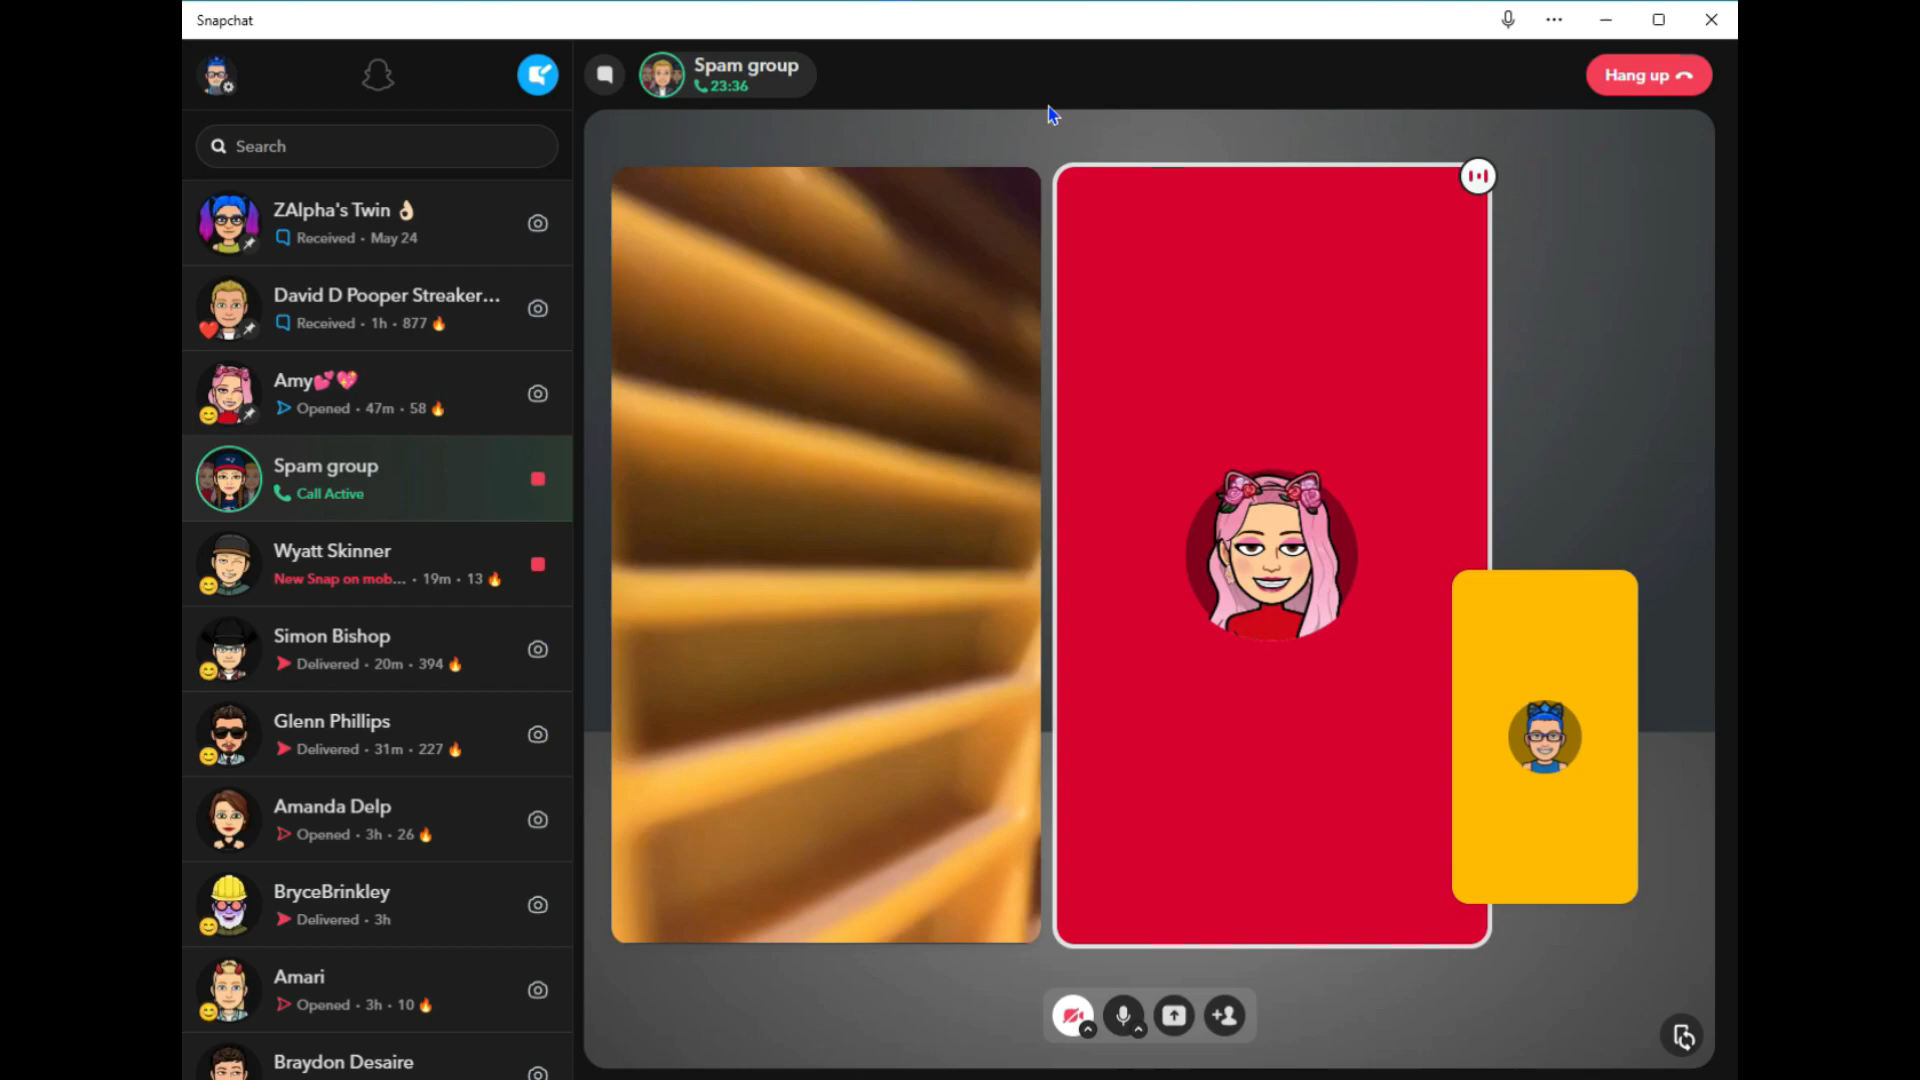 Snapchat
Spam group
23:36
Hang up
Search
ZAlpha's Twin 👌🏻
Received · May 24
David D Pooper Streaker...
Received · 1h · 877 🔥
Amy💕💖
Opened · 47m · 58 🔥
Spam group
Call Active
Wyatt Skinner
New Snap on mob... · 19m · 13 🔥
Simon Bishop
Delivered · 20m · 394 🔥
Glenn Phillips
Delivered · 31m · 227 🔥
Amanda Delp
Opened · 3h · 26 🔥
BryceBrinkley
Delivered · 3h
Amari
Opened · 3h · 10 🔥
Braydon Desaire